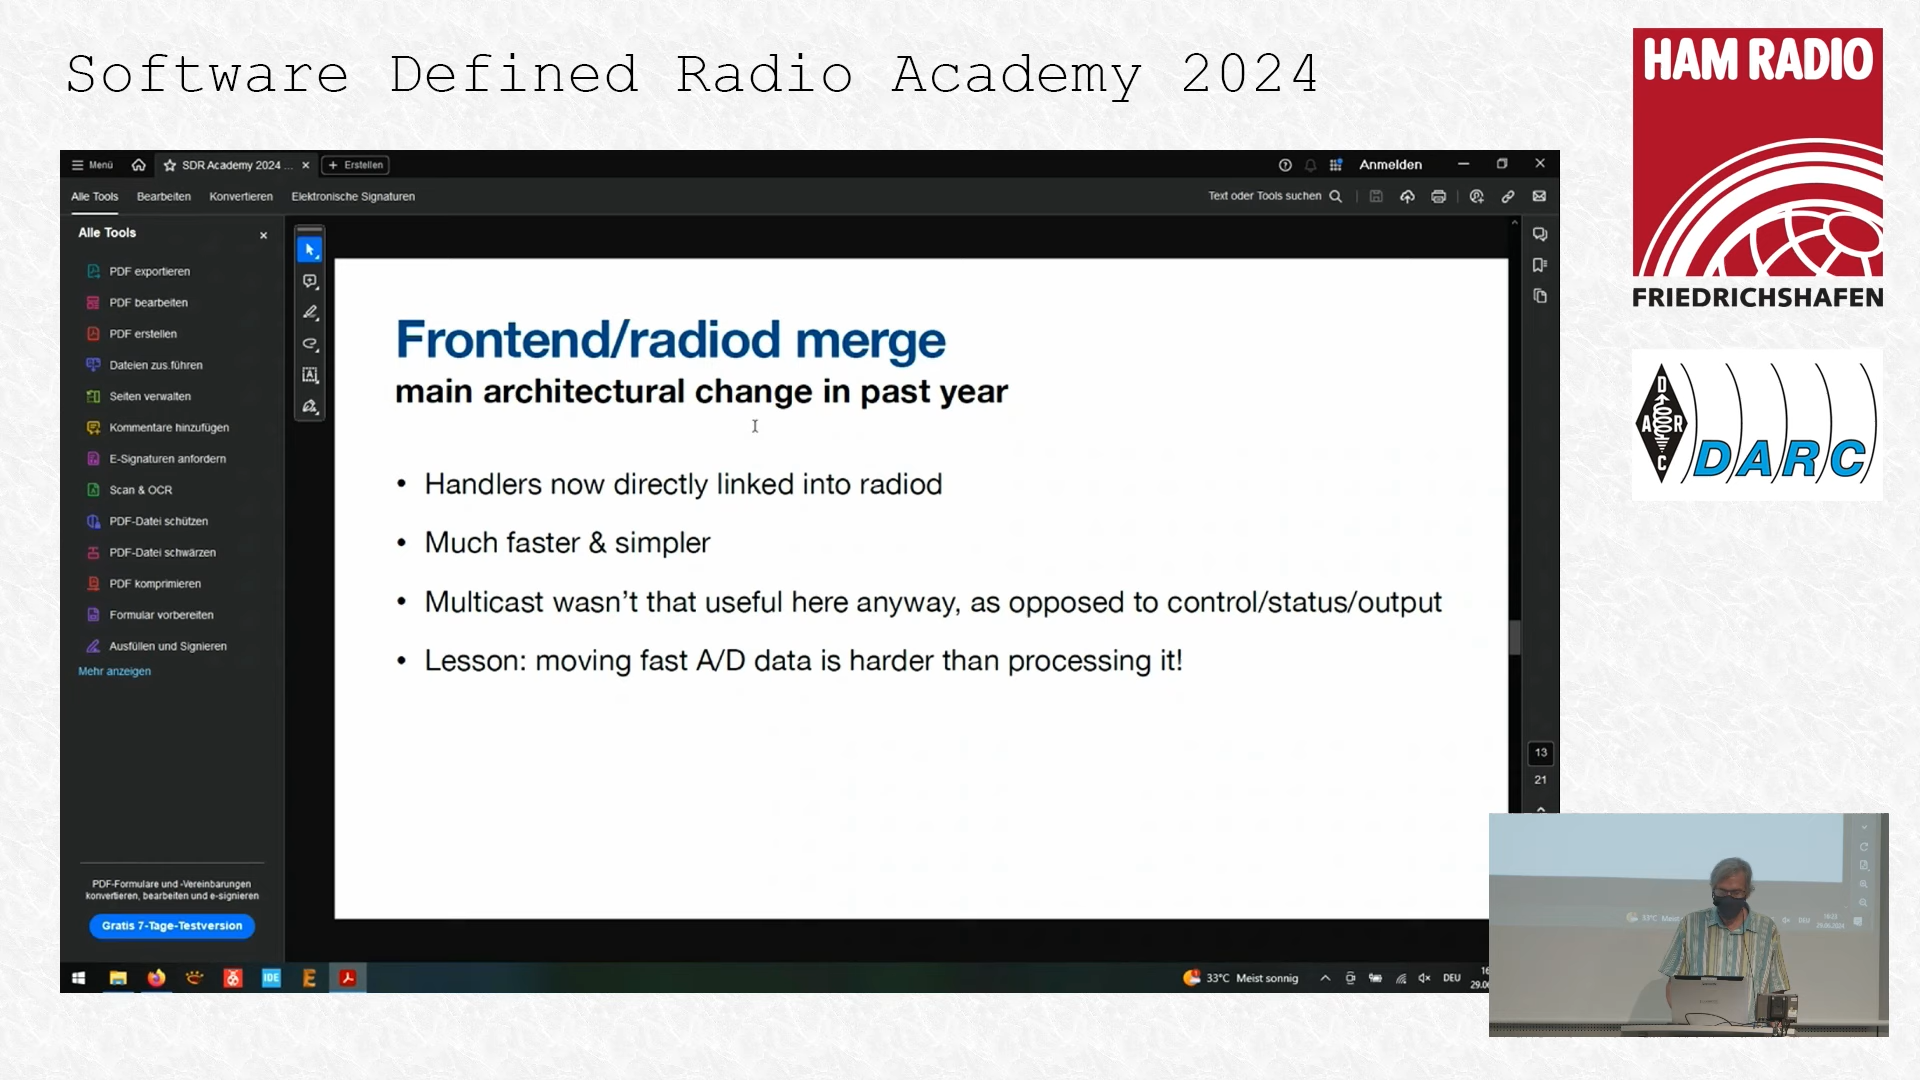 Software Defined Radio Academy 2024
HAM RADIO
FRIEDRICHSHAFEN
DARC
DARC
Menü
SDR Academy 2024 ...
Erstellen
Anmelden
Alle Tools
Bearbeiten
Konvertieren
Elektronische Signaturen
Text oder Tools suchen
Alle Tools
PDF exportieren
PDF bearbeiten
PDF erstellen
Dateien zus.führen
Seiten verwalten
Kommentare hinzufügen
E-Signaturen anfordern
Scan & OCR
PDF-Datei schützen
PDF-Datei schwärzen
PDF komprimieren
Formular vorbereiten
Ausfüllen und Signieren
Mehr anzeigen
PDF-Formulare und -Vereinbarungen
konvertieren, bearbeiten und e-signieren
Gratis 7-Tage-Testversion
Frontend/radiod merge
main architectural change in past year
• Handlers now directly linked into radiod
• Much faster & simpler
• Multicast wasn't that useful here anyway, as opposed to control/status/output
• Lesson: moving fast A/D data is harder than processing it!
13
21
IDE
E
33°C Meist sonnig
DEU
16
29.0
33°C